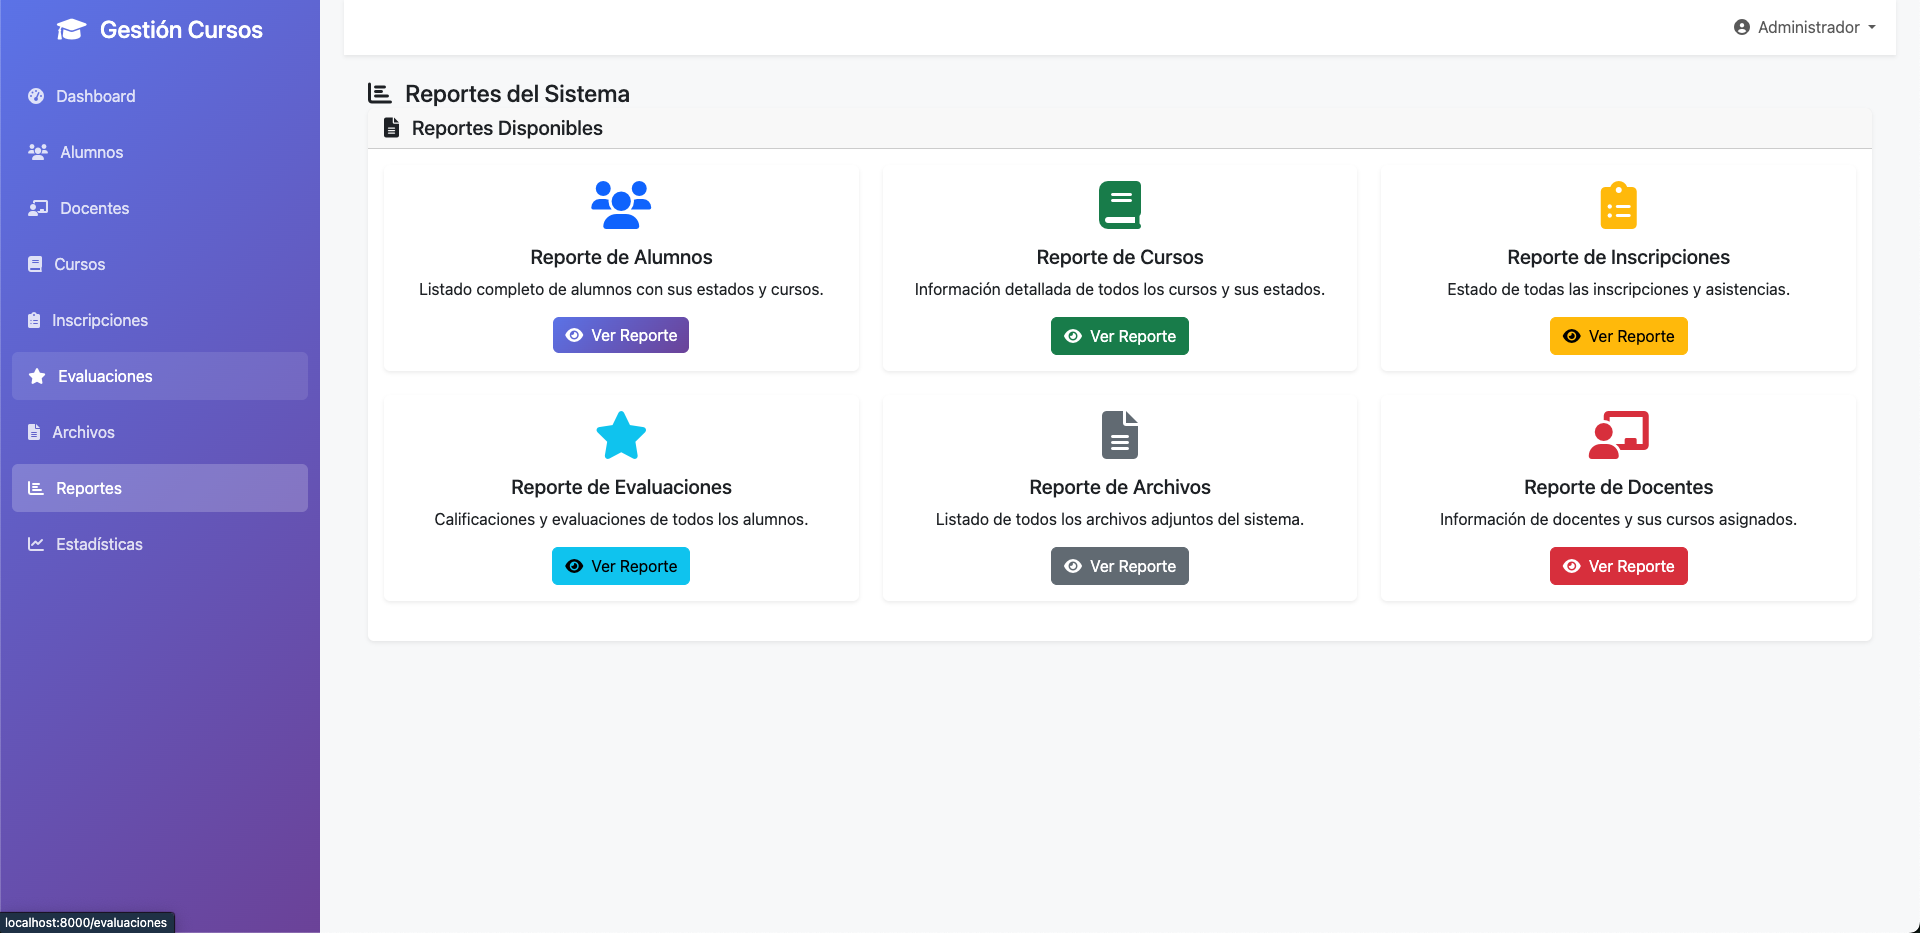 Gestión Cursos
Dashboard
Alumnos
Docentes
Cursos
Inscripciones
Evaluaciones
Archivos
Reportes
Estadísticas
localhost:8000/evaluaciones
Administrador
Reportes del Sistema
Reportes Disponibles
Reporte de Alumnos
Listado completo de alumnos con sus estados y cursos.
Ver Reporte
Reporte de Cursos
Información detallada de todos los cursos y sus estados.
Ver Reporte
Reporte de Inscripciones
Estado de todas las inscripciones y asistencias.
Ver Reporte
Reporte de Evaluaciones
Calificaciones y evaluaciones de todos los alumnos.
Ver Reporte
Reporte de Archivos
Listado de todos los archivos adjuntos del sistema.
Ver Reporte
Reporte de Docentes
Información de docentes y sus cursos asignados.
Ver Reporte